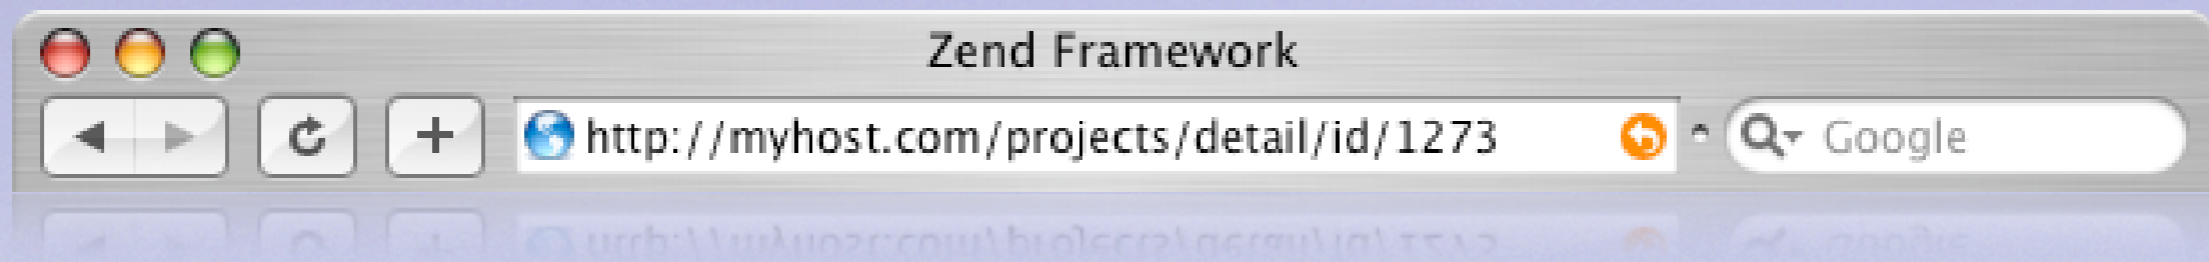 Zend Framework
http://myhost.com/projects/detail/id/1273 Google